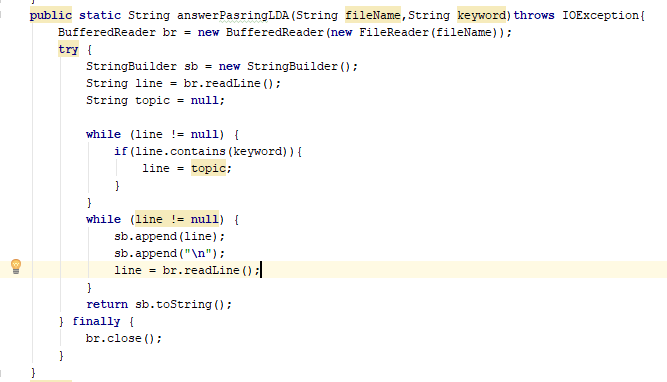 public static String answerPasringLDA(String fileName,String keyword)throws IOException{
BufferedReader br = new BufferedReader(new FileReader(fileName));
try {
StringBuilder sb = new StringBuilder();
String line = br.readLine();
String topic = null;
while (line != null) {
if(line.contains(keyword)){
line = topic;
}
}
while (line != null) {
sb.append(line);
sb.append("\n");
line = br.readLine();
}
return sb.toString();
} finally {
br.close();
}
}